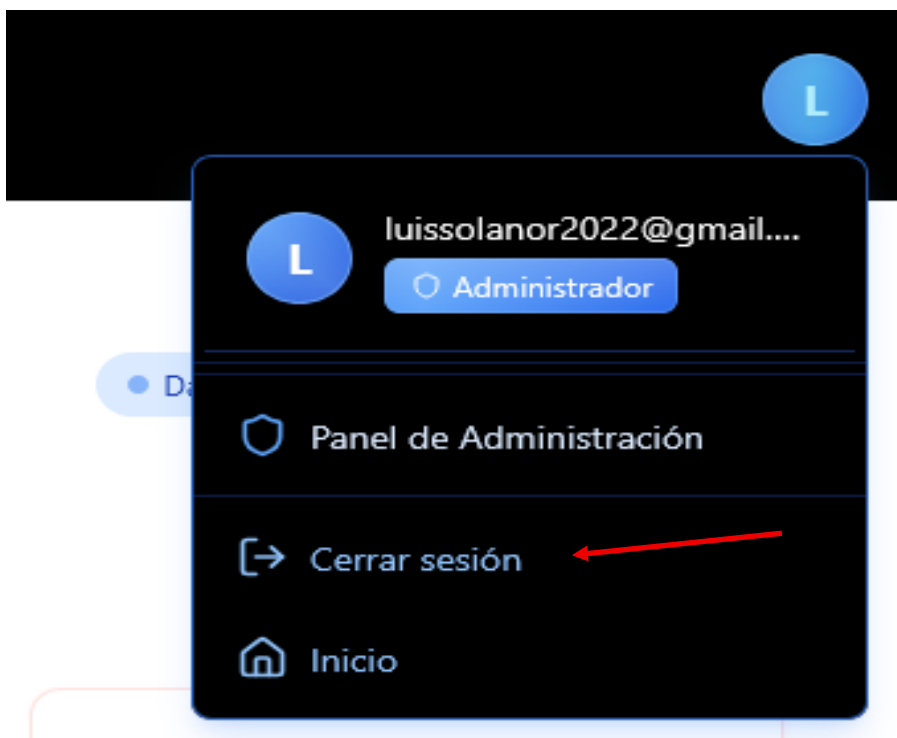 L
luissolanor2022@gmail....
L
Administrador
Panel de Administración
Cerrar sesión
Inicio